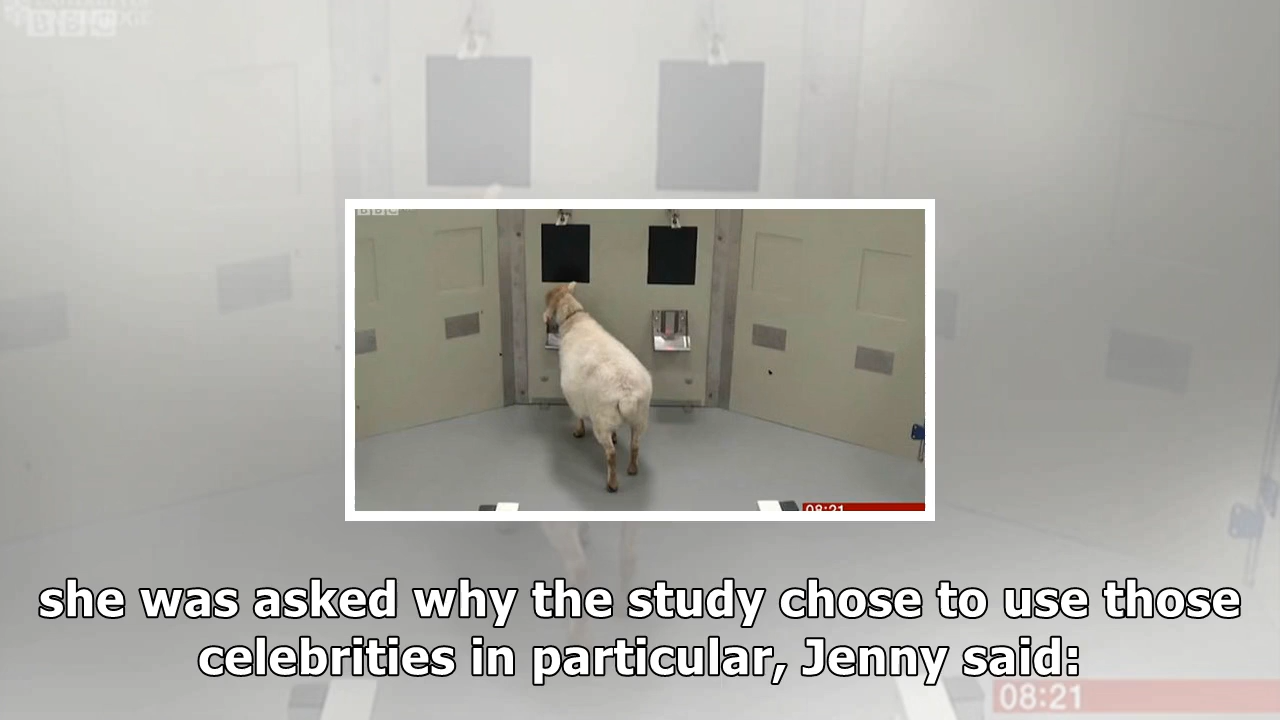 BBC
BBC
08:21
she was asked why the study chose to use those
celebrities in particular, Jenny said:
08:21